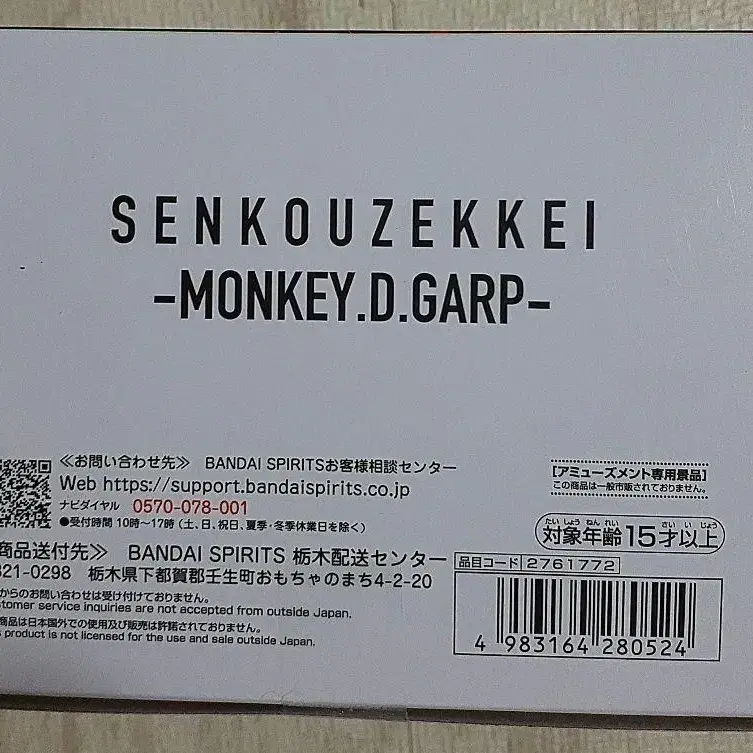 SENKOUZEKKEI
-MONKEY.D.GARP-
≪お問い合わせ先≫ BANDAI SPIRITSお客様相談センター
Web https://support.bandaispirits.co.jp
ナビダイヤル 0570-078-001
●受付時間 10時～17時 (土、日、祝日、夏季・冬季休業日を除く)
商品送付先≫ BANDAI SPIRITS 栃木配送センター
321-0298 栃木県下都賀郡壬生町おもちゃのまち4-2-20
からのお問い合わせは受け付けておりません。
stomer service inquiries are not accepted from outside Japan.
商品は日本国外での使用及び販売は許諾されておりません。
product is not licensed for the use and sale outside Japan.
[アミューズメント専用景品]
この商品は一般市販されておりません。
たいしょうねんれい さいいじょう
対象年齢15才以上
品目コード 2761772
4 983164 280524